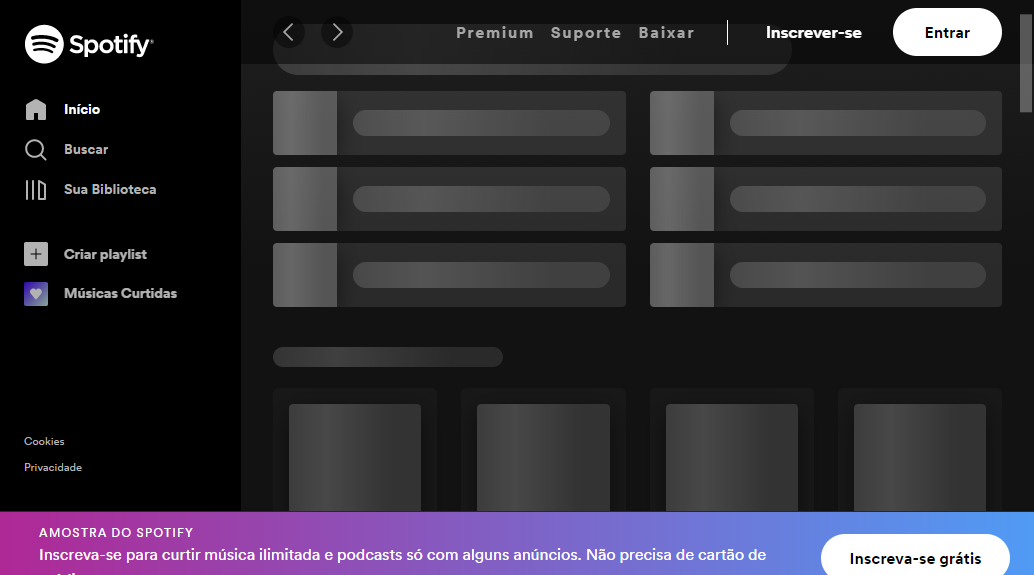 Spotify
Premium Suporte Baixar Inscrever-se Entrar
Início
Buscar
Sua Biblioteca
Criar playlist
Músicas Curtidas
Cookies
Privacidade
AMOSTRA DO SPOTIFY
Inscreva-se para curtir música ilimitada e podcasts só com alguns anúncios. Não precisa de cartão de
Inscreva-se grátis